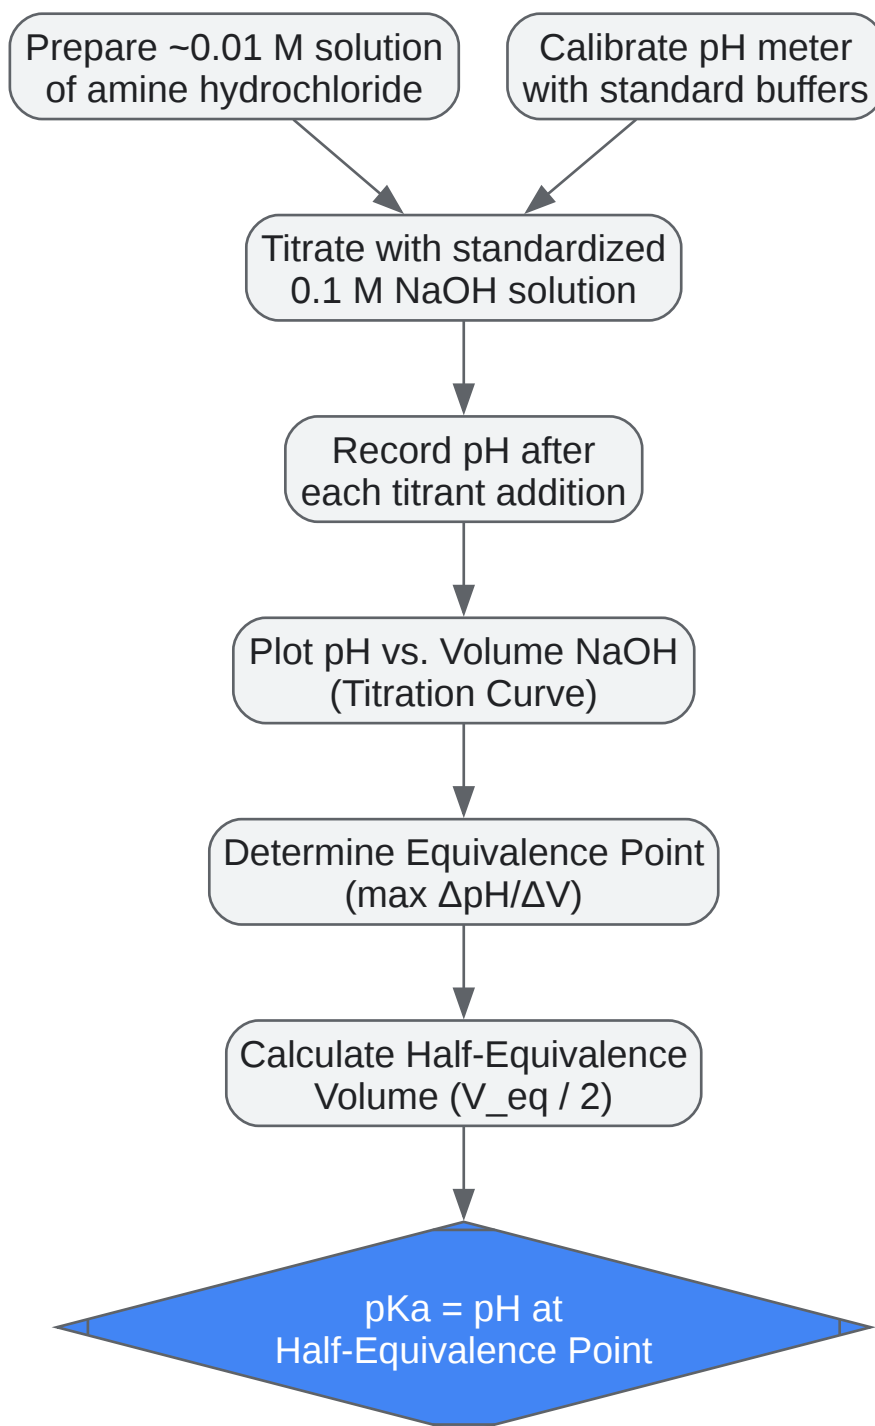 Prepare ~0.01 M solution
of amine hydrochloride
Calibrate pH meter
with standard buffers
Titrate with standardized
0.1 M NaOH solution
Record pH after
each titrant addition
Plot pH vs. Volume NaOH
(Titration Curve)
Determine Equivalence Point
(max ΔpH/ΔV)
Calculate Half-Equivalence
Volume (V_eq / 2)
pKa = pH at
Half-Equivalence Point